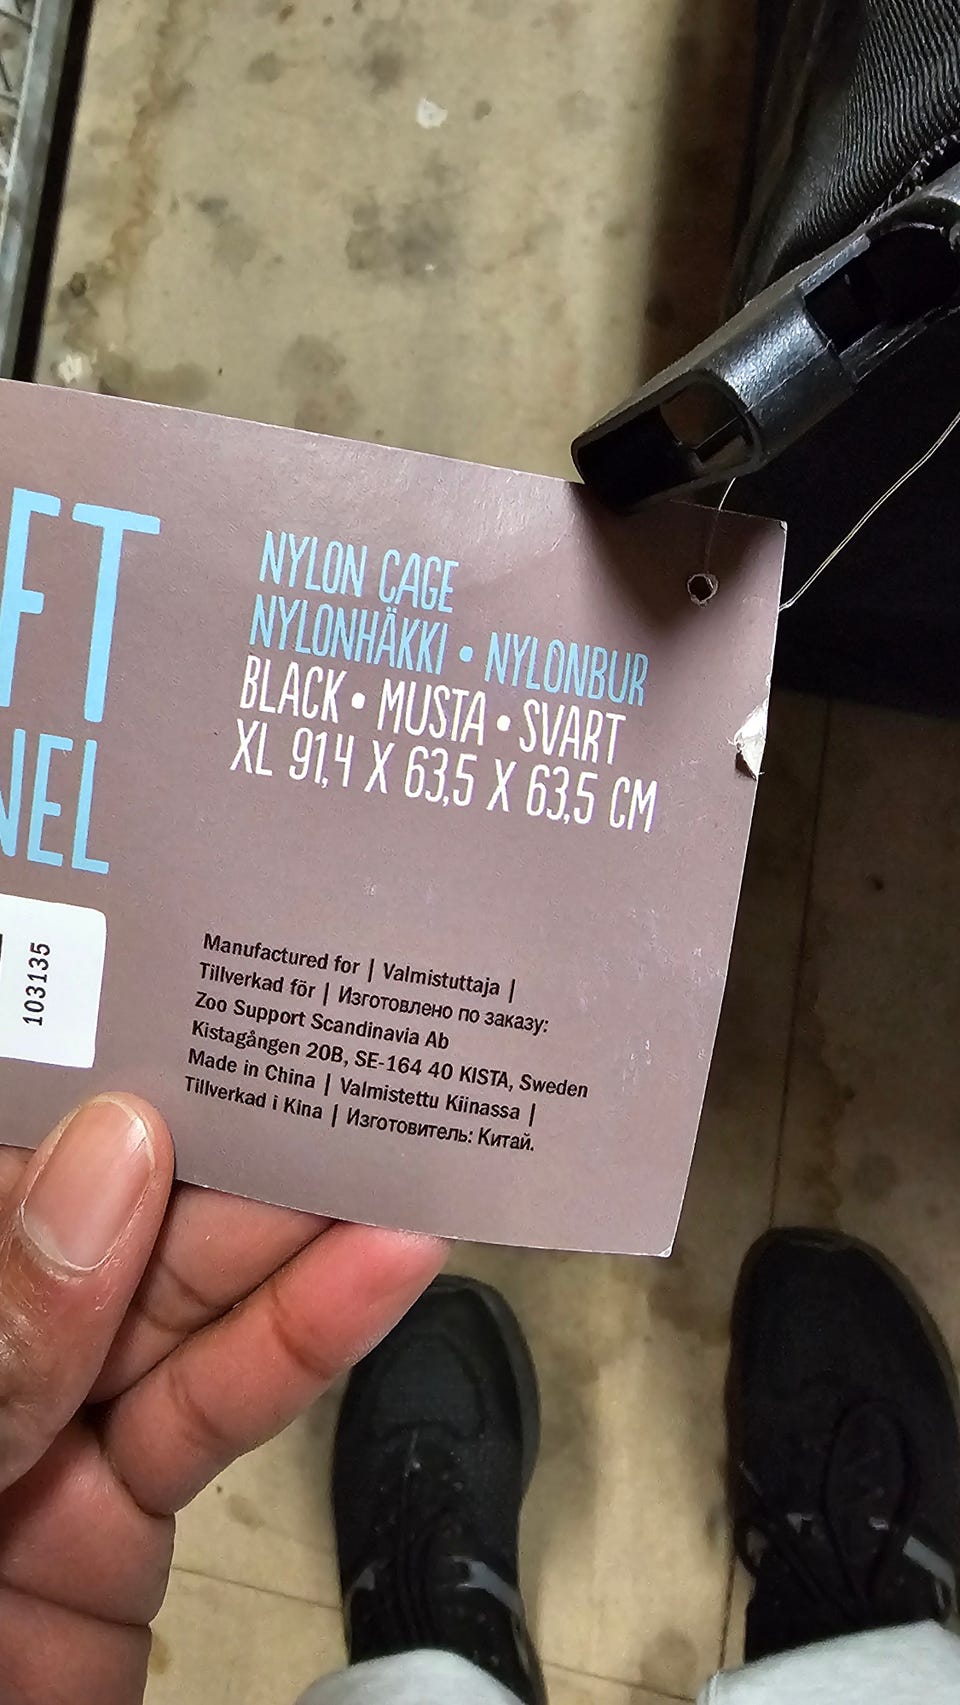 FT
NEL
NYLON CAGE
NYLONHÄKKI • NYLONBUR
BLACK • MUSTA • SVART
XL 91,4 X 63,5 X 63,5 CM
103135
Manufactured for | Valmistuttaja |
Tillverkad för | Изготовлено по заказу:
Zoo Support Scandinavia Ab
Kistagången 20B, SE-164 40 KISTA, Sweden
Made in China | Valmistettu Kiinassa |
Tillverkad i Kina | Изготовитель: Китай.